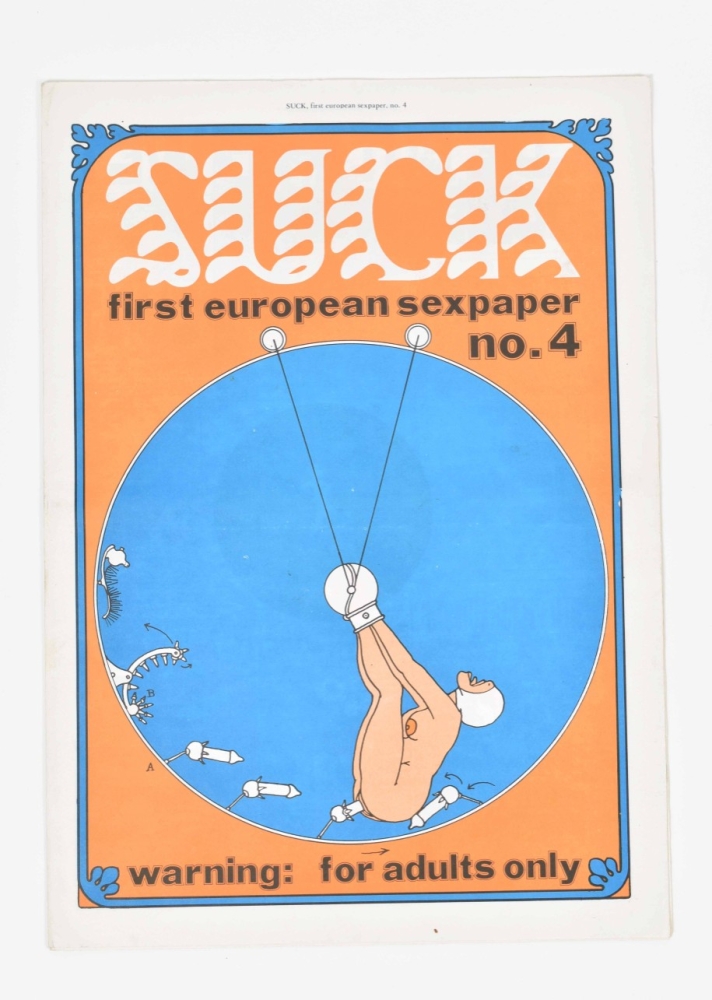 SUCK, first european sexpaper, no. 4
SUCK
first european sexpaper
no. 4
B
A
warning: for adults only